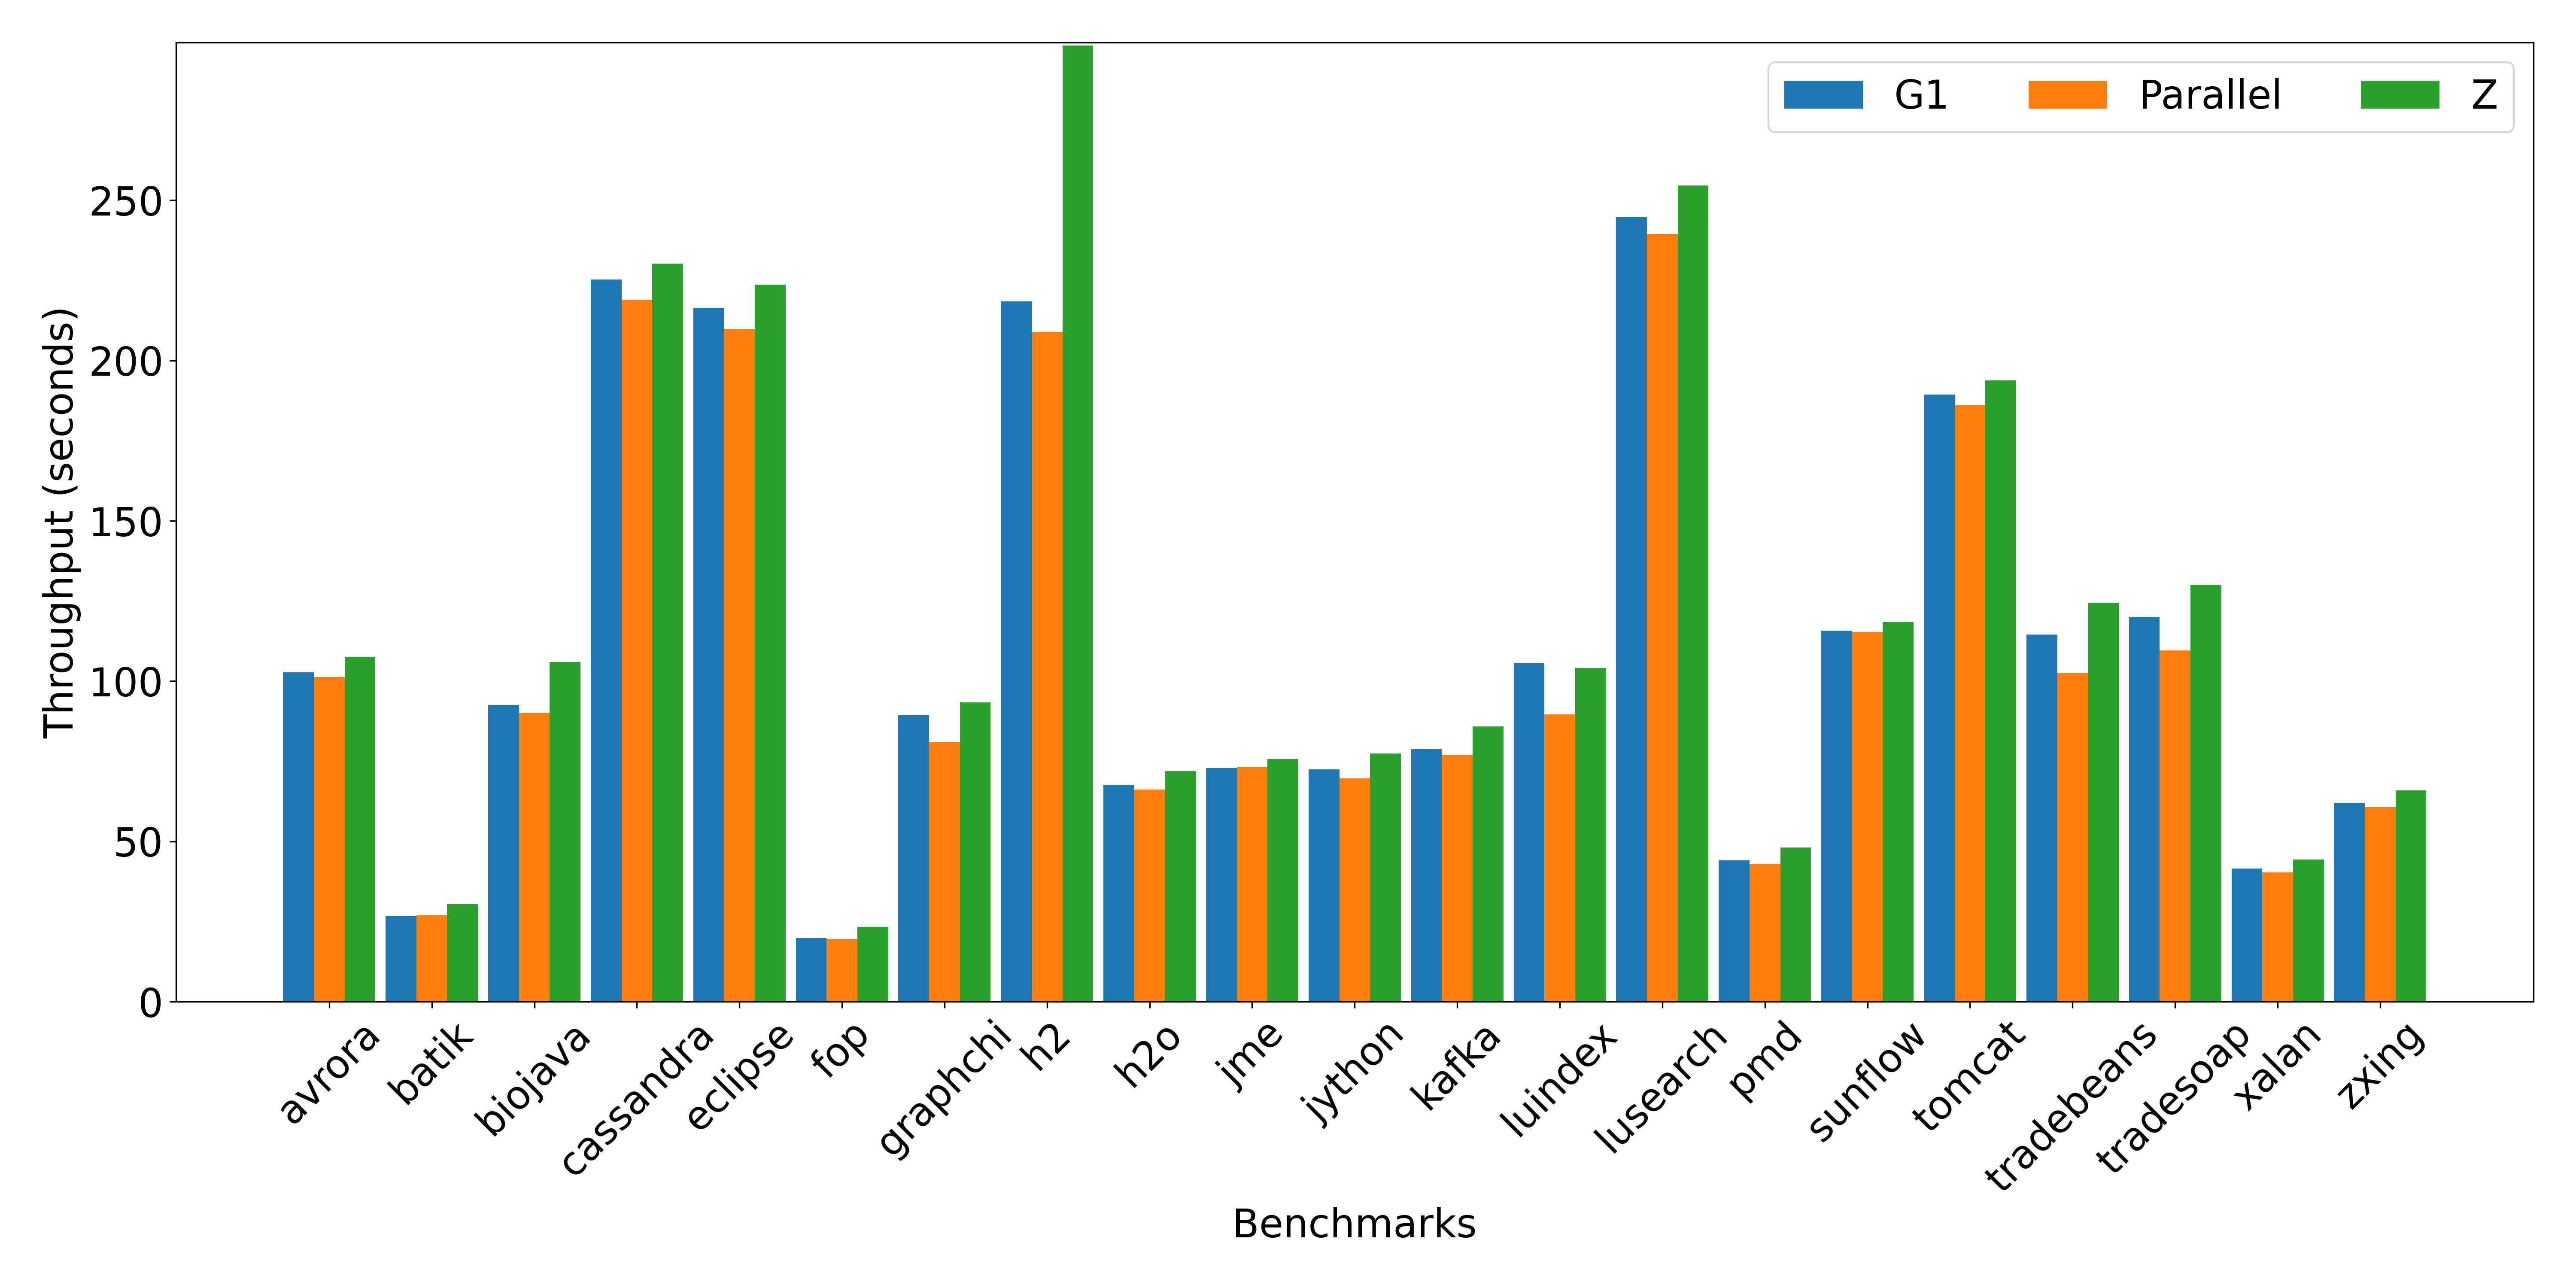 G1 Parallel Z
Throughput (seconds)
250
200
150
100
50
0
avrora batik biojava cassandra eclipse fop graphchi h2 h2o jme jython kafka luindex lusearch pmd sunflow tomcat tradebeans tradesoap xalan zxing
Benchmarks